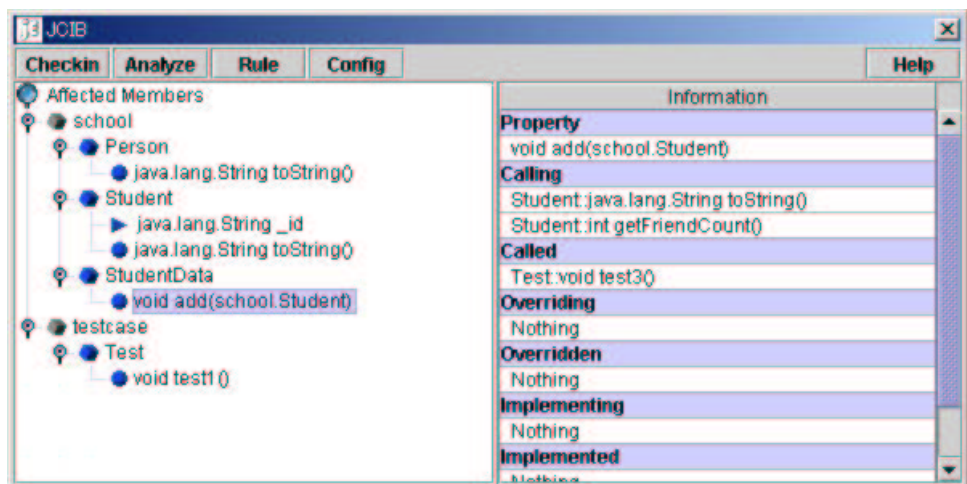 JCIB
Checkin Analyze Rule Config Help
Affected Members
school
Person
java.lang.String toString()
Student
java.lang.String _id
java.lang.String toString()
StudentData
void add(school.Student)
testcase
Test
void test1()
Information
Property
void add(school.Student)
Calling
Student::java.lang.String toString()
Student::int getFriendCount()
Called
Test::void test3()
Overriding
Nothing
Overridden
Nothing
Implementing
Nothing
Implemented
Nothing